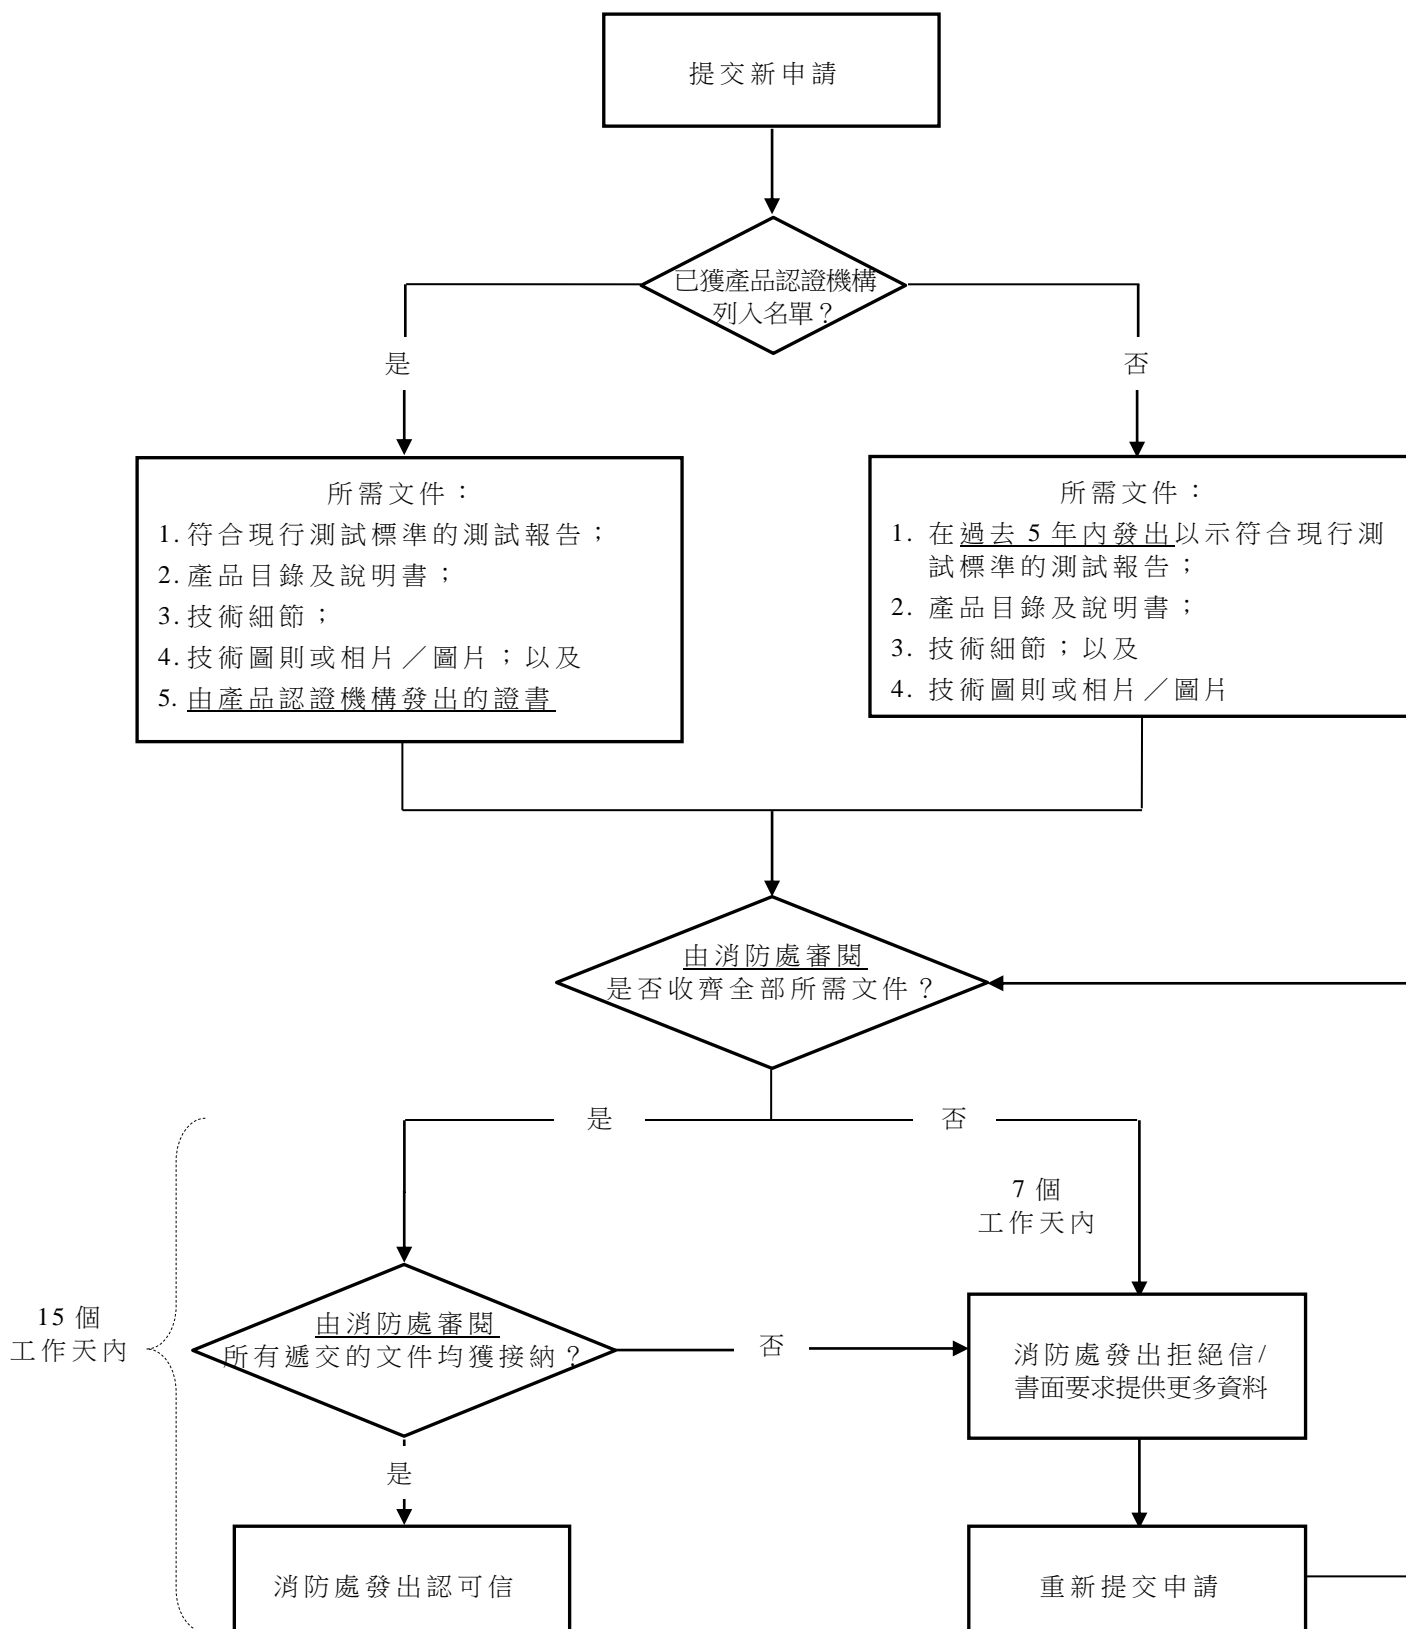 提交新申請
已獲產品認證機構
列入名單？
是
否
所需文件：
1. 符合現行測試標準的測試報告；
2. 產品目錄及說明書；
3. 技術細節；
4. 技術圖則或相片／圖片；以及
5. 由產品認證機構發出的證書
所需文件：
1. 在過去 5 年內發出以示符合現行測
試標準的測試報告；
2. 產品目錄及說明書；
3. 技術細節；以及
4. 技術圖則或相片／圖片
由消防處審閱
是否收齊全部所需文件？
是
否
7 個
工作天內
15 個
工作天內
由消防處審閱
所有遞交的文件均獲接納？
否
消防處發出拒絕信/
書面要求提供更多資料
是
消防處發出認可信
重新提交申請